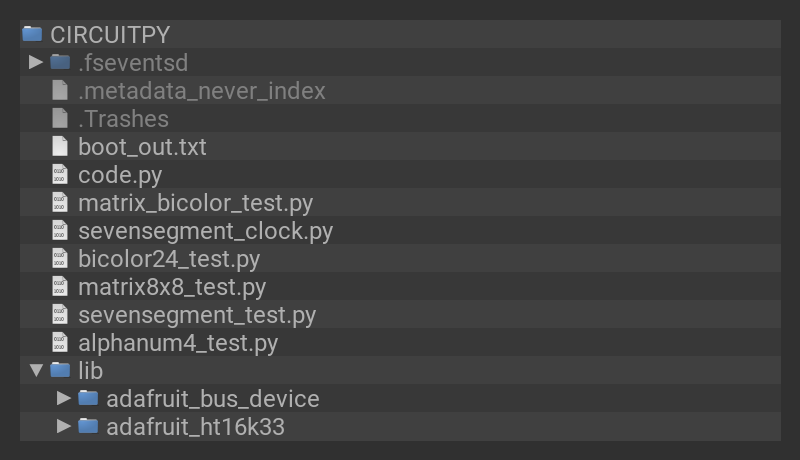 CIRCUITPY
.fseventsd
.metadata_never_index
.Trashes
boot_out.txt
code.py
matrix_bicolor_test.py
sevensegment_clock.py
bicolor24_test.py
matrix8x8_test.py
sevensegment_test.py
alphanum4_test.py
lib
adafruit_bus_device
adafruit_ht16k33